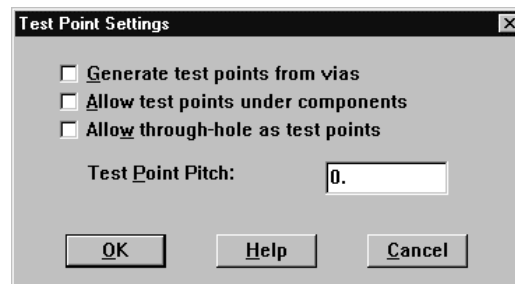 Test Point Settings
Generate test points from vias
Allow test points under components
Allow through-hole as test points
Test Point Pitch: 0.
OK Help Cancel